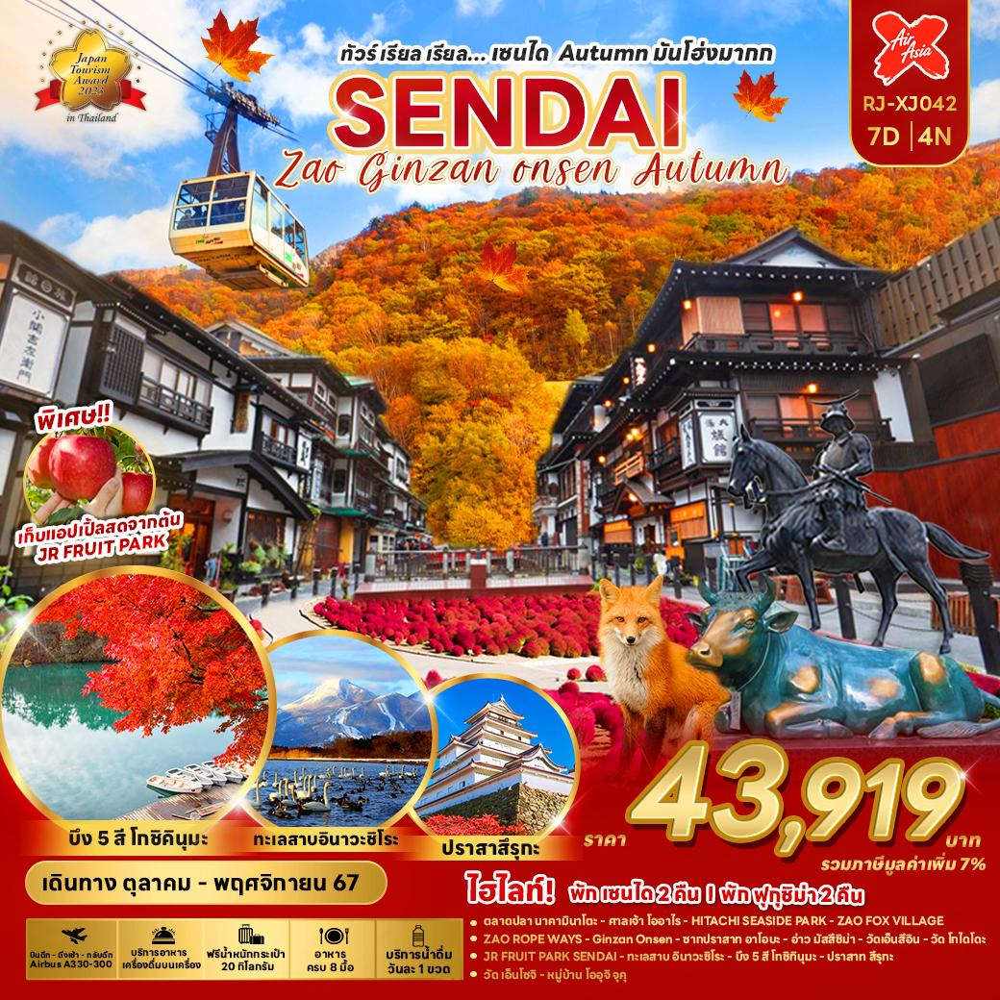 Japan
Tourism
Award
2023
in Thailand
ทัวร์ เรียล เรียล... เซนได Autumn มันโฮ่งมากก
SENDAI
Zao Ginzan onsen Autumn
Air
Asia
RJ-XJ042
7D | 4N
小関吉左衛門
พิเศษ!!
เก็บแอปเปิ้ลสดจากต้น
JR FRUIT PARK
บึง 5 สี โกชิคินุมะ
ทะเลสาบอินาวะชิโระ
ปราสาสึรุกะ
ราคา 43,919 บาท
รวมภาษีมูลค่าเพิ่ม 7%
เดินทาง ตุลาคม - พฤศจิกายน 67
ไฮไลท์! พัก เซนได 2 คืน | พัก ฟุกุชิม่า 2 คืน
• ตลาดปลา นาคามินาโตะ - ศาลเจ้า โออาไร - HITACHI SEASIDE PARK - ZAO FOX VILLAGE
• ZAO ROPE WAYS - Ginzan Onsen - ซากปราสาท อาโอบะ - อ่าว มัสสึชิม่า - วัดเอ็นสึอิน - วัด โกไดโดะ
• JR FRUIT PARK SENDAI - ทะเลสาบ อินาวะชิโระ - บึง 5 สี โกชิกินุมะ - ปราสาท สึรุกะ
• วัด เอ็นโซจิ - หมู่บ้าน โออุจิ จุคุ
บินดึก - ถึงเช้า - กลับดึก
Airbus A330-300
บริการอาหาร
เครื่องดื่มบนเครื่อง
ฟรีน้ำหนักกระเป๋า
20 กิโลกรัม
อาหาร
ครบ 8 มื้อ
บริการน้ำดื่ม
วันละ 1 ขวด